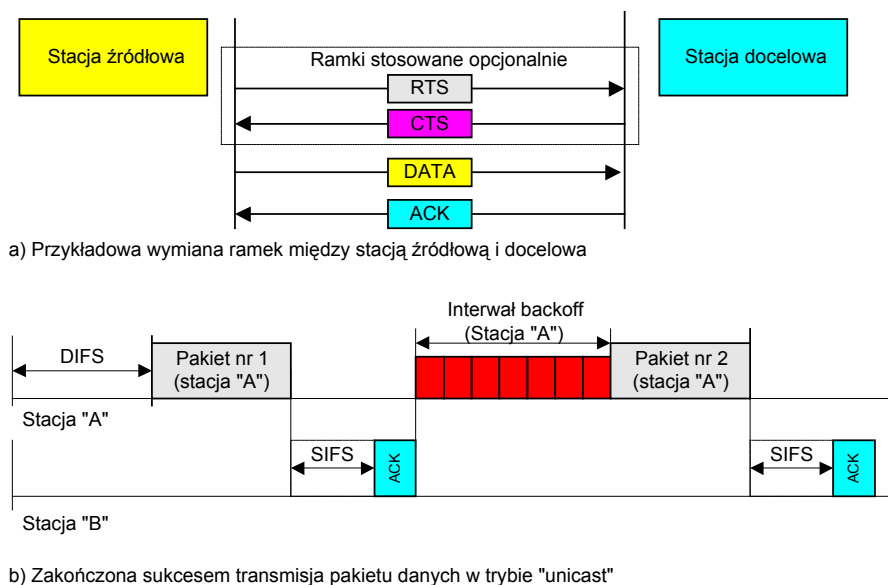 Stacja źródłowa
Ramki stosowane opcjonalnie
Stacja docelowa
RTS
CTS
DATA
ACK
a) Przykładowa wymiana ramek między stacją źródłową i docelowa
Interwał backoff
(Stacja "A")
DIFS
Pakiet nr 1
(stacja "A")
Pakiet nr 2
(stacja "A")
Stacja "A"
SIFS
ACK
SIFS
ACK
Stacja "B"
b) Zakończona sukcesem transmisja pakietu danych w trybie "unicast"